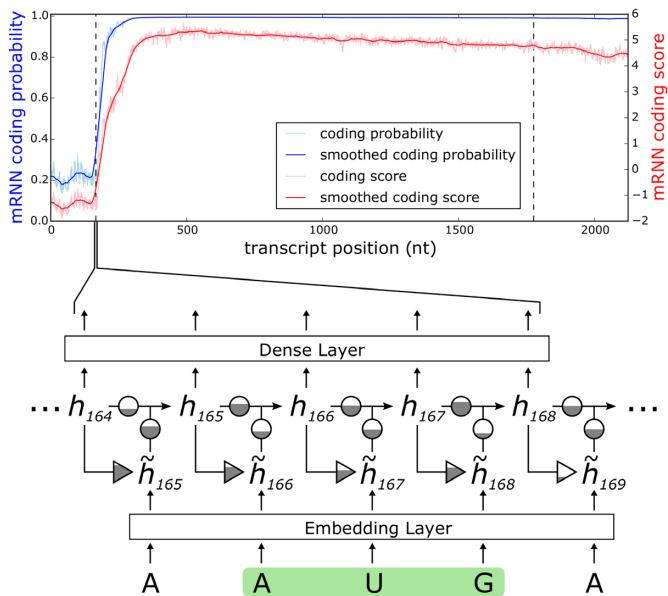 mRNN coding probability
1.0
0.8
0.6
0.4
0.2
0.0
6
5
4
3
2
1
0
−1
−2
mRNN coding score
coding probability
smoothed coding probability
coding score
smoothed coding score
0 500 1000 1500 2000
transcript position (nt)
Dense Layer
... h164 h165 h166 h167 h168 ...
h̃165 h̃166 h̃167 h̃168 h̃169
Embedding Layer
A A U G A